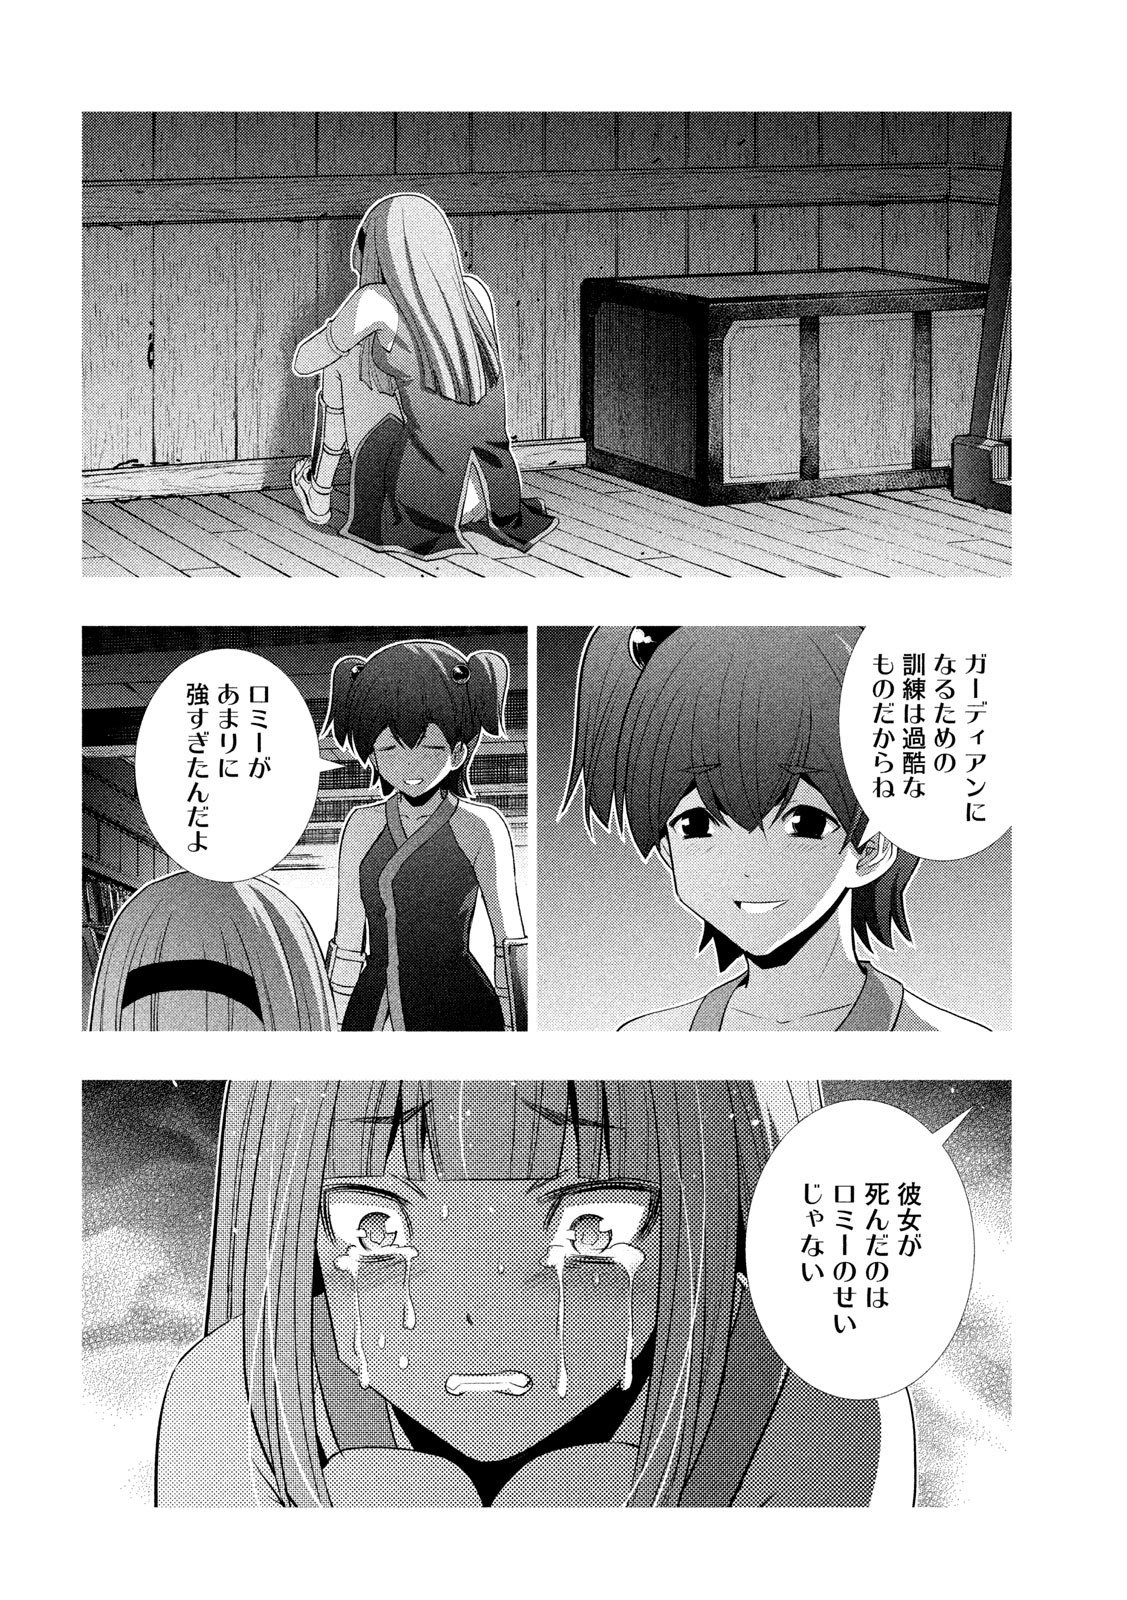 ガーディアンに
なるための
訓練は過酷な
ものだからね
ロミーが
あまりに
強すぎたんだよ
彼女が
死んだのは
ロミーのせい
じゃない